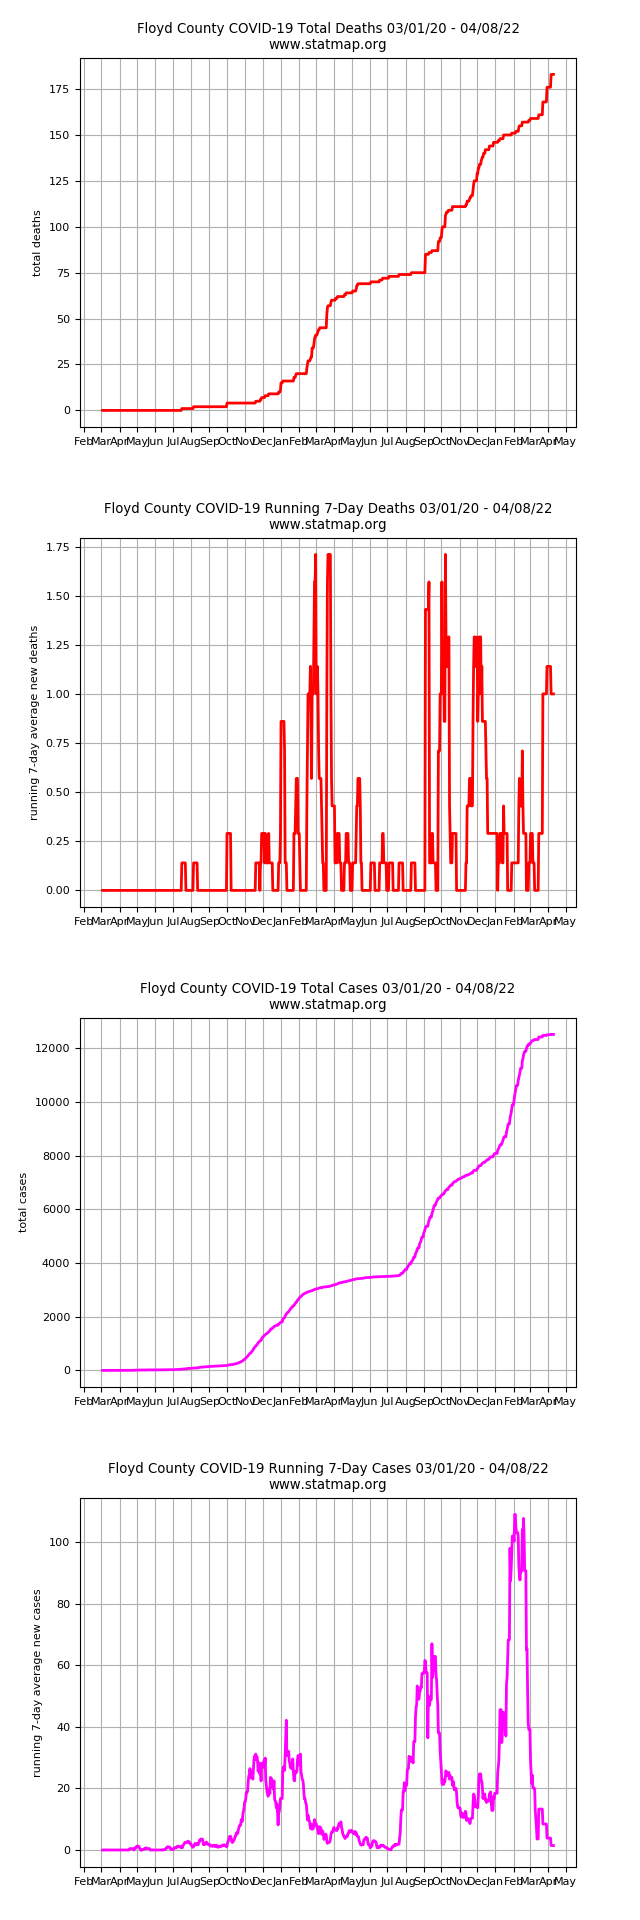 Floyd County COVID-19 Total Deaths 03/01/20 - 04/08/22
www.statmap.org
175
150
125
100
75
50
25
0
total deaths
Feb Mar Apr May Jun Jul Aug Sep Oct Nov Dec Jan Feb Mar Apr May Jun Jul Aug Sep Oct Nov Dec Jan Feb Mar Apr May
Floyd County COVID-19 Running 7-Day Deaths 03/01/20 - 04/08/22
www.statmap.org
1.75
1.50
1.25
1.00
0.75
0.50
0.25
0.00
running 7-day average new deaths
Feb Mar Apr May Jun Jul Aug Sep Oct Nov Dec Jan Feb Mar Apr May Jun Jul Aug Sep Oct Nov Dec Jan Feb Mar Apr May
Floyd County COVID-19 Total Cases 03/01/20 - 04/08/22
www.statmap.org
12000
10000
8000
6000
4000
2000
0
total cases
Feb Mar Apr May Jun Jul Aug Sep Oct Nov Dec Jan Feb Mar Apr May Jun Jul Aug Sep Oct Nov Dec Jan Feb Mar Apr May
Floyd County COVID-19 Running 7-Day Cases 03/01/20 - 04/08/22
www.statmap.org
100
80
60
40
20
0
running 7-day average new cases
Feb Mar Apr May Jun Jul Aug Sep Oct Nov Dec Jan Feb Mar Apr May Jun Jul Aug Sep Oct Nov Dec Jan Feb Mar Apr May